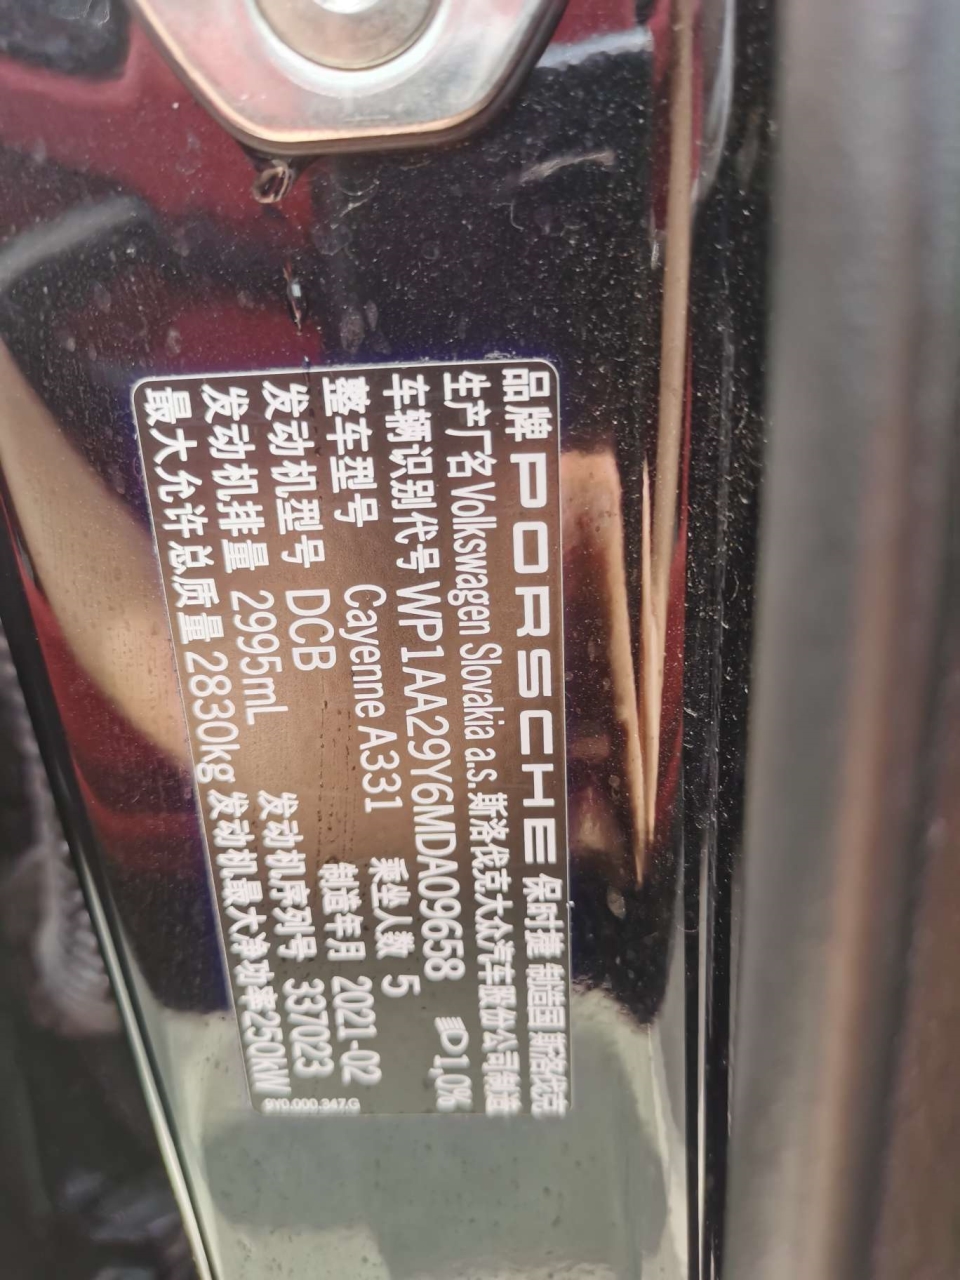 品牌 PORSCHE 保时捷 制造国 斯洛伐克
生产厂名 Volkswagen Slovakia a.s. 斯洛伐克大众汽车股份公司制造
车辆识别代号 WP1AA29Y6MDA09658 P1,0%
整车型号 Cayenne A331 乘坐人数 5
发动机型号 DCB 制造年月 2021-02
发动机排量 2995mL 发动机序列号 337023
最大允许总质量 2830kg 发动机最大净功率250kW
9Y0.000.347.G